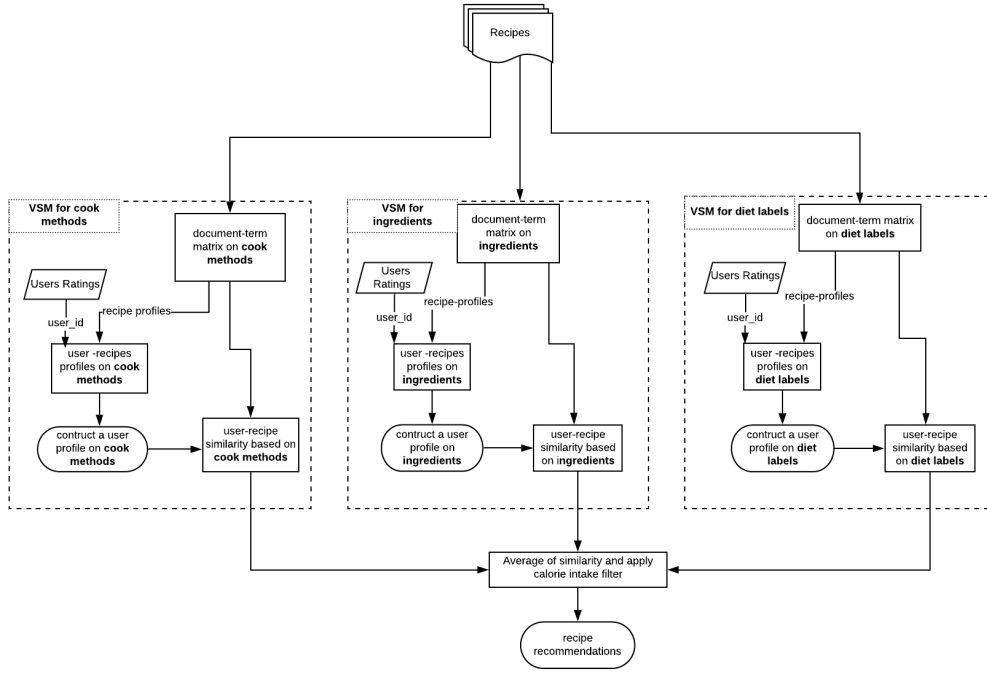 Recipes
VSM for cook
methods
document-term
matrix on cook
methods
Users Ratings
user_id
recipe profiles
user -recipes
profiles on cook
methods
contruct a user
profile on cook
methods
user-recipe
similarity based on
cook methods
VSM for
ingredients
document-term
matrix on
ingredients
Users
Ratings
user_id
recipe-profiles
user -recipes
profiles on
ingredients
contruct a user
profile on
ingredients
user-recipe
similarity based
on ingredients
VSM for diet labels
document-term matrix
on diet labels
Users Ratings
user_id
recipe-profiles
user -recipes
profiles on
diet labels
contruct a user
profile on diet
labels
user-recipe
similarity based
on diet labels
Average of similarity and apply
calorie intake filter
recipe
recommendations